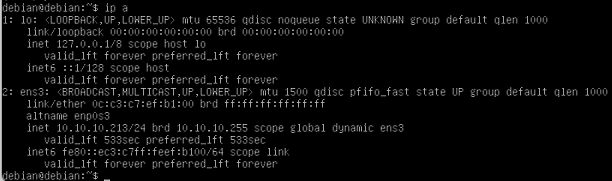 debian@debian:~$ ip a
1: lo: <LOOPBACK,UP,LOWER_UP> mtu 65536 qdisc noqueue state UNKNOWN group default qlen 1000
    link/loopback 00:00:00:00:00:00 brd 00:00:00:00:00:00
    inet 127.0.0.1/8 scope host lo
       valid_lft forever preferred_lft forever
    inet6 ::1/128 scope host
       valid_lft forever preferred_lft forever
2: ens3: <BROADCAST,MULTICAST,UP,LOWER_UP> mtu 1500 qdisc pfifo_fast state UP group default qlen 1000
    link/ether 0c:c3:c7:ef:b1:00 brd ff:ff:ff:ff:ff:ff
    altname enp0s3
    inet 10.10.10.213/24 brd 10.10.10.255 scope global dynamic ens3
       valid_lft 533sec preferred_lft 533sec
    inet6 fe80::ec3:c7ff:feef:b100/64 scope link
       valid_lft forever preferred_lft forever
debian@debian:~$